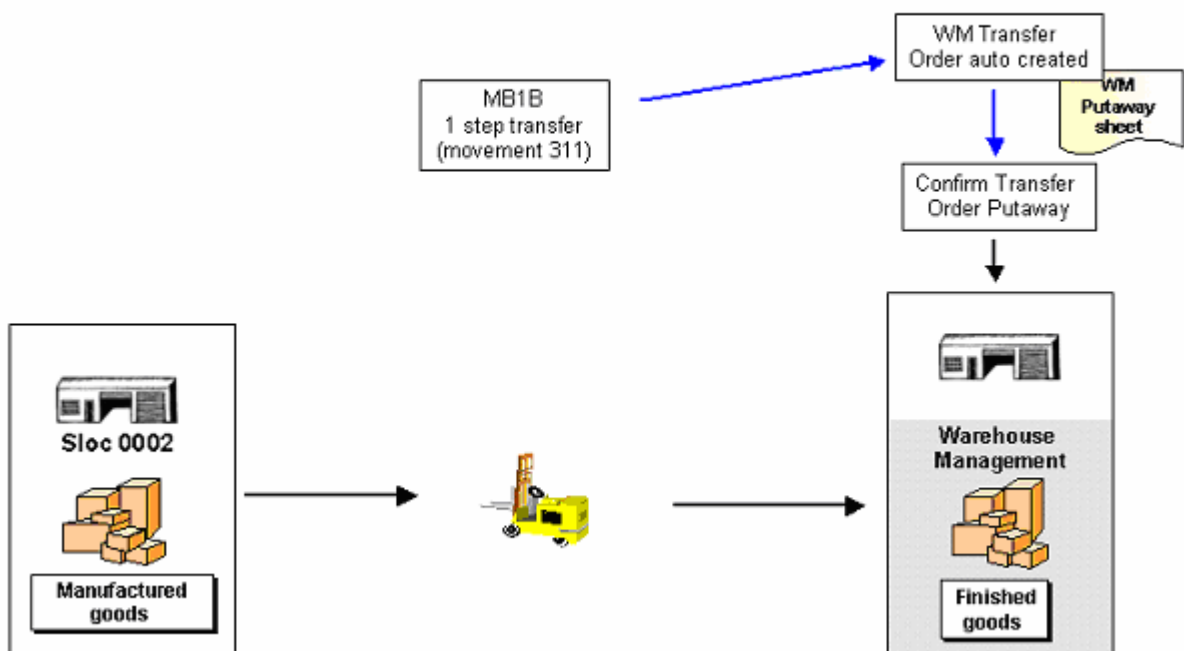 WM Transfer
Order auto created
WM
Putaway
sheet
MB1B
1 step transfer
(movement 311)
Confirm Transfer
Order Putaway
Sloc 0002
Manufactured
goods
Warehouse
Management
Finished
goods